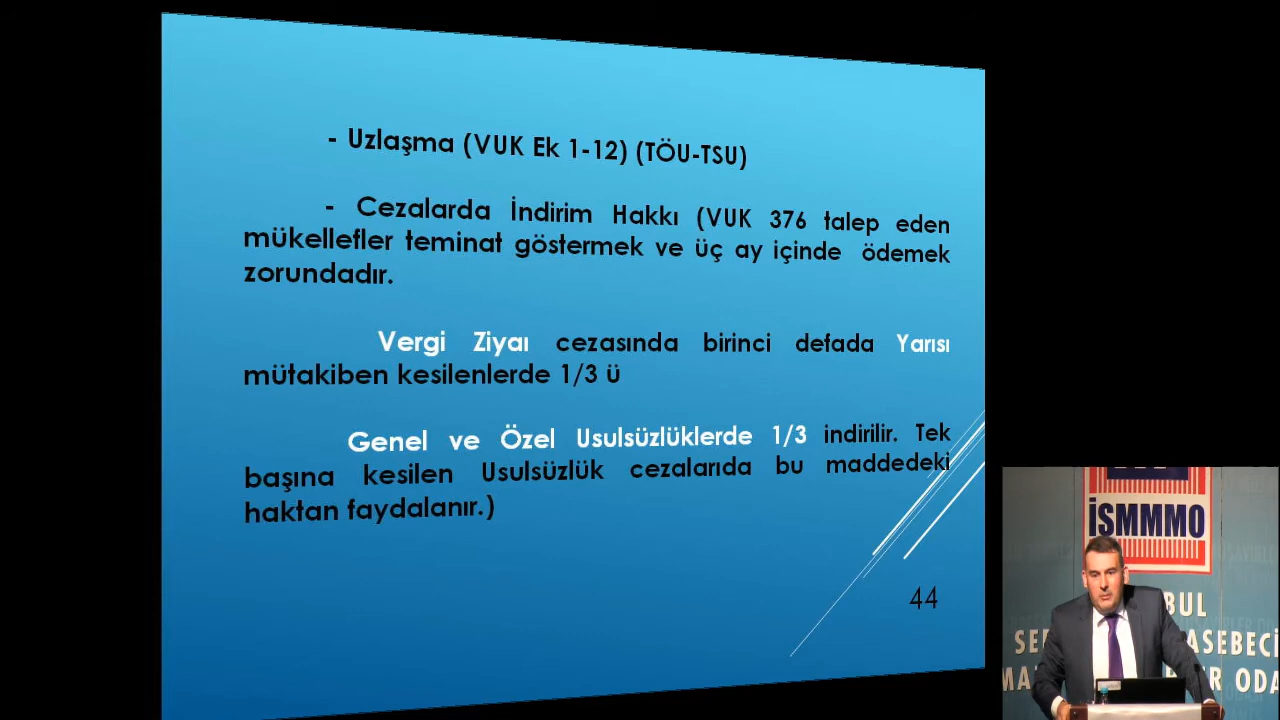 - Uzlaşma (VUK Ek 1-12) (TÖU-TSU)
- Cezalarda İndirim Hakkı (VUK 376 talep eden
mükellefler teminat göstermek ve üç ay içinde ödemek
zorundadır.
Vergi Ziyaı cezasında birinci defada Yarısı
mütakiben kesilenlerde 1/3 ü
Genel ve Özel Usulsüzlüklerde 1/3 indirilir. Tek
başına kesilen Usulsüzlük cezalarıda bu maddedeki
haktan faydalanır.)
44
İSMMMO